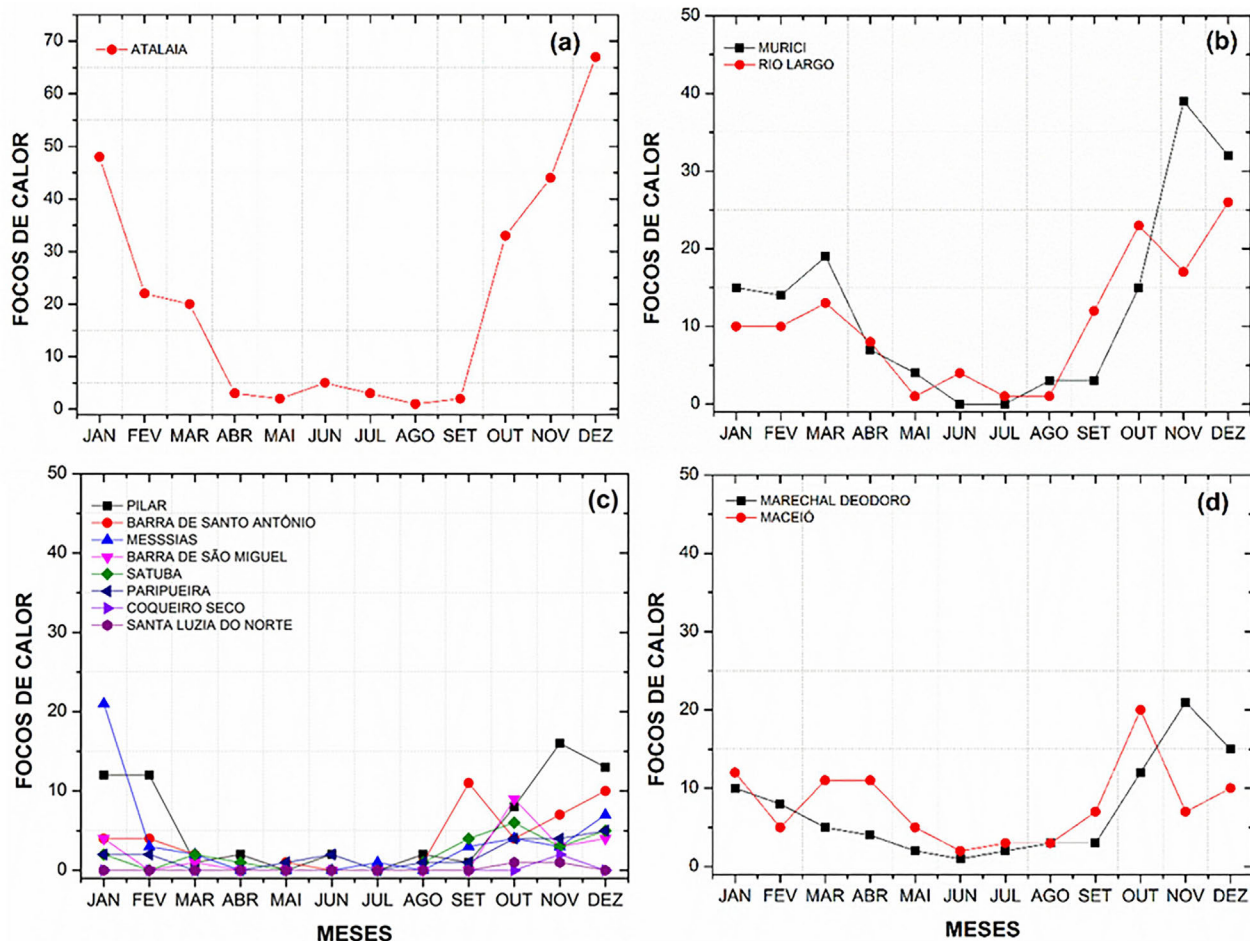 (a)
ATALAIA
FOCOS DE CALOR
70
60
50
40
30
20
10
0
JAN FEV MAR ABR MAI JUN JUL AGO SET OUT NOV DEZ
(b)
MURICI
RIO LARGO
FOCOS DE CALOR
50
40
30
20
10
0
JAN FEV MAR ABR MAI JUN JUL AGO SET OUT NOV DEZ
(c)
PILAR
BARRA DE SANTO ANTÔNIO
MESSSIAS
BARRA DE SÃO MIGUEL
SATUBA
PARIPUEIRA
COQUEIRO SECO
SANTA LUZIA DO NORTE
FOCOS DE CALOR
50
40
30
20
10
0
JAN FEV MAR ABR MAI JUN JUL AGO SET OUT NOV DEZ
MESES
(d)
MARECHAL DEODORO
MACEIÓ
FOCOS DE CALOR
50
40
30
20
10
0
JAN FEV MAR ABR MAI JUN JUL AGO SET OUT NOV DEZ
MESES